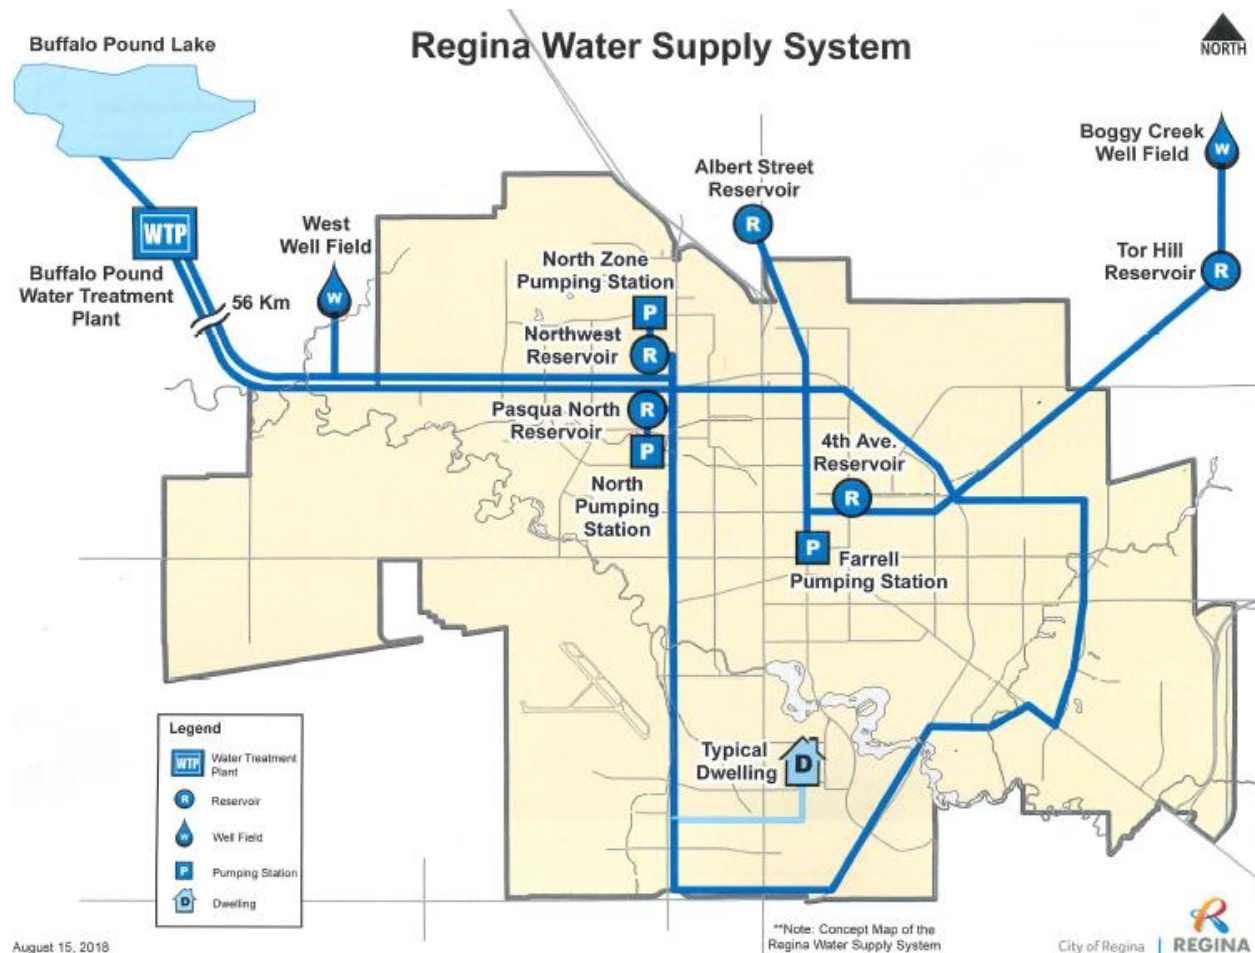 Regina Water Supply System
NORTH
Buffalo Pound Lake
WTP
Buffalo Pound
Water Treatment
Plant
56 Km
West
Well Field
W
North Zone
Pumping Station
P
Northwest
Reservoir
R
Pasqua North
Reservoir
R
North
Pumping
Station
P
Albert Street
Reservoir
R
Boggy Creek
Well Field
W
Tor Hill
Reservoir
R
4th Ave.
Reservoir
R
P
Farrell
Pumping Station
Typical
Dwelling
D
Legend
WTP
Water Treatment
Plant
R
Reservoir
W
Well Field
P
Pumping Station
D
Dwelling
August 15, 2018
**Note: Concept Map of the
Regina Water Supply System
City of Regina
REGINA